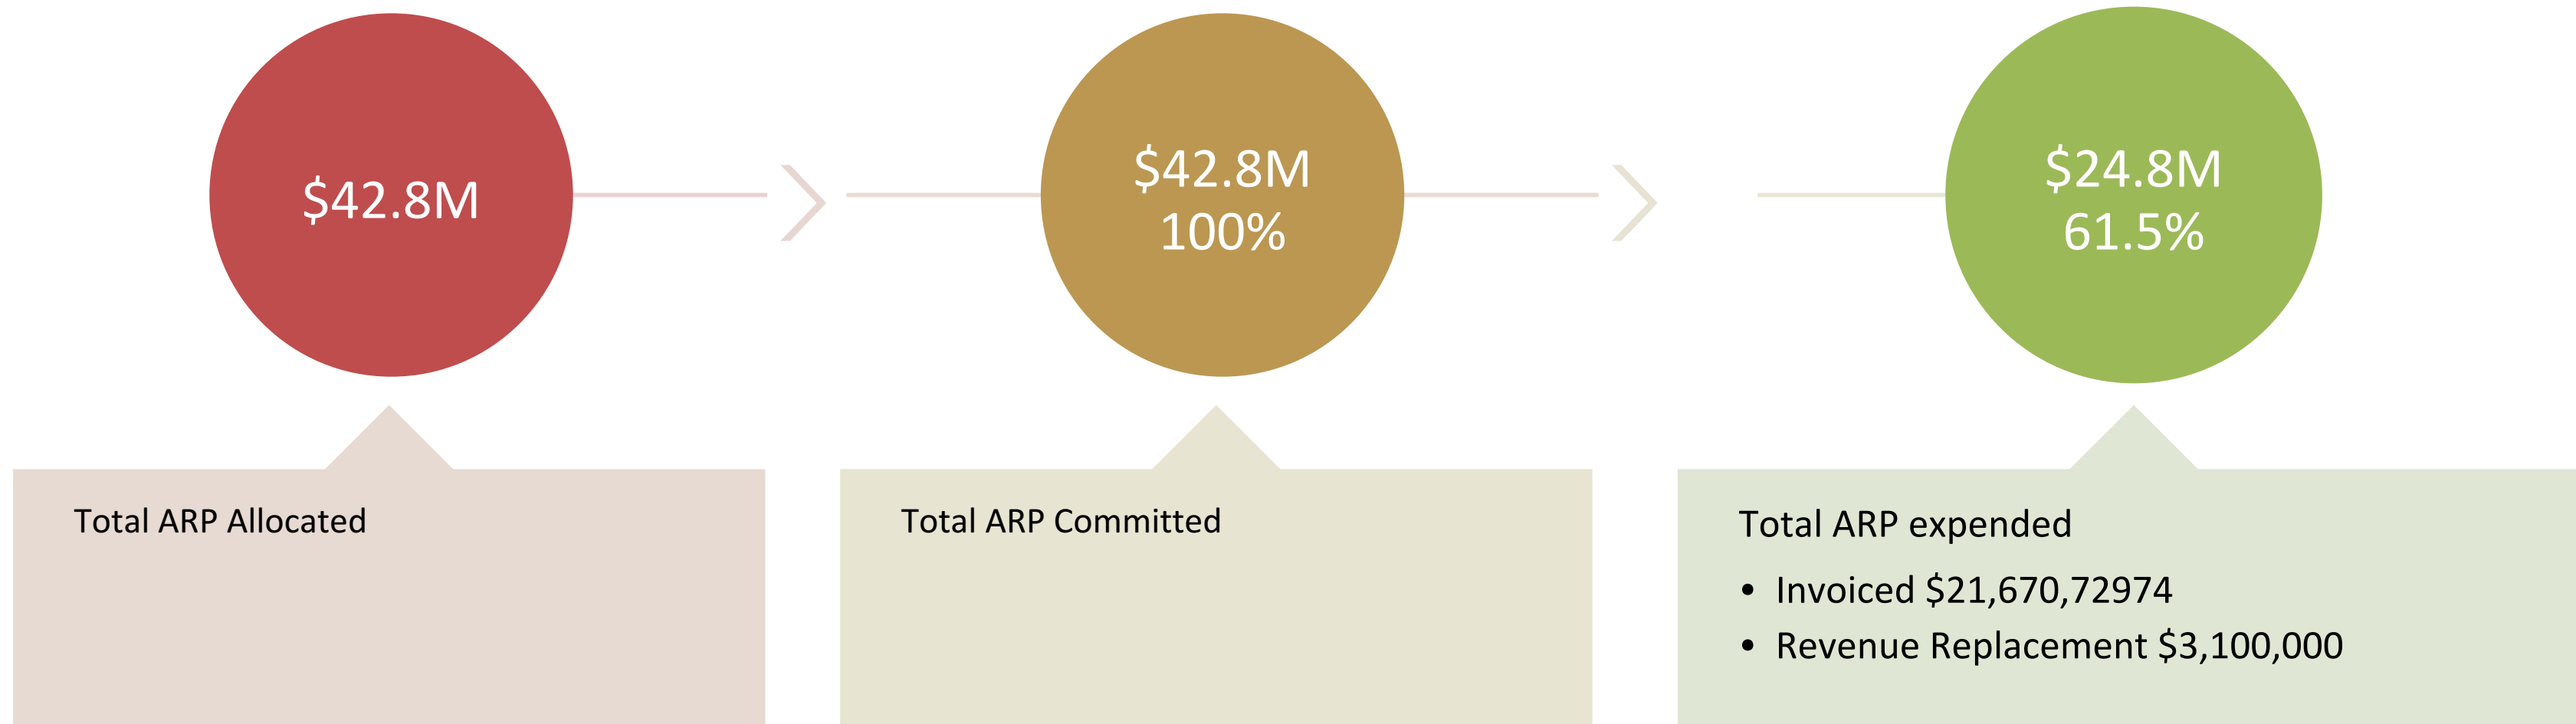 $42.8M
$42.8M
100%
$24.8M
61.5%
Total ARP Allocated
Total ARP Committed
Total ARP expended
• Invoiced $21,670,72974
• Revenue Replacement $3,100,000